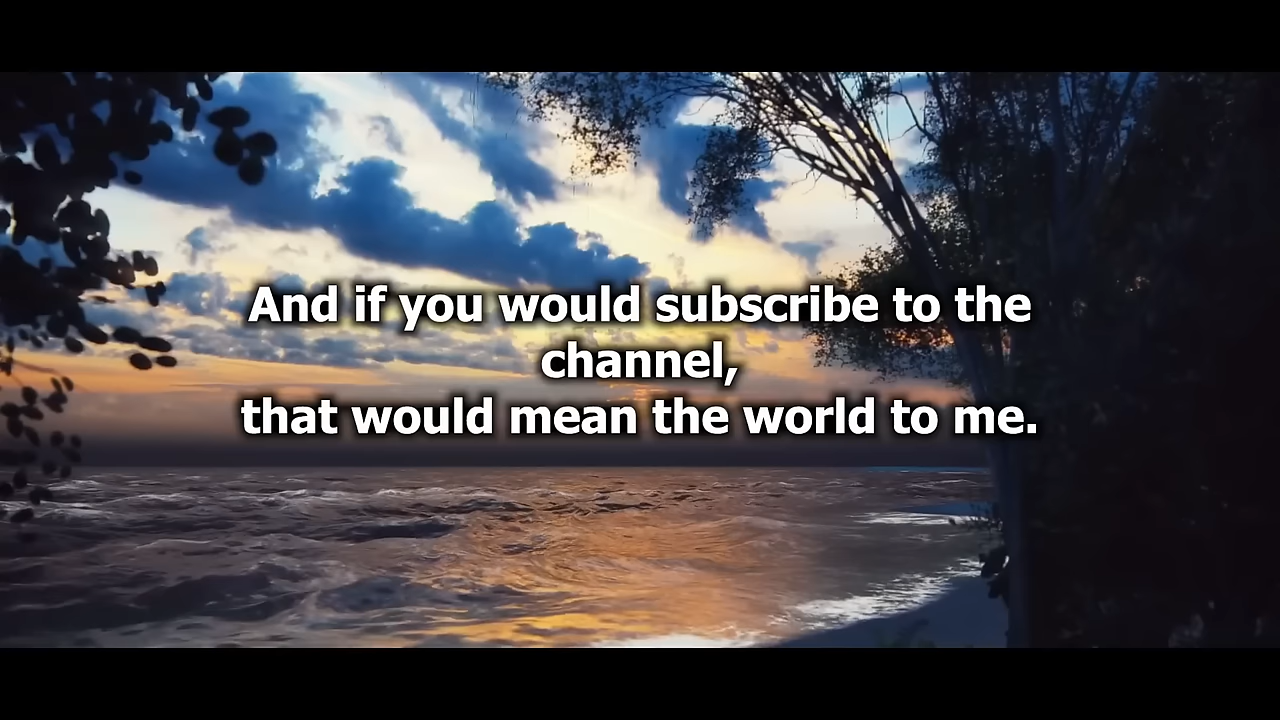 And if you would subscribe to the
channel,
that would mean the world to me.